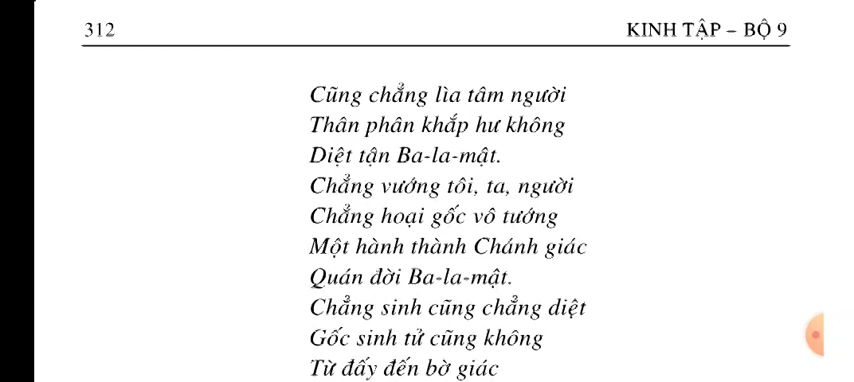 312 KINH TẬP – BỘ 9
Cũng chẳng lìa tâm người
Thân phân khắp hư không
Diệt tận Ba-la-mật.
Chẳng vướng tôi, ta, người
Chẳng hoại gốc vô tướng
Một hành thành Chánh giác
Quán đời Ba-la-mật.
Chẳng sinh cũng chẳng diệt
Gốc sinh tử cũng không
Từ đấy đến bờ giác